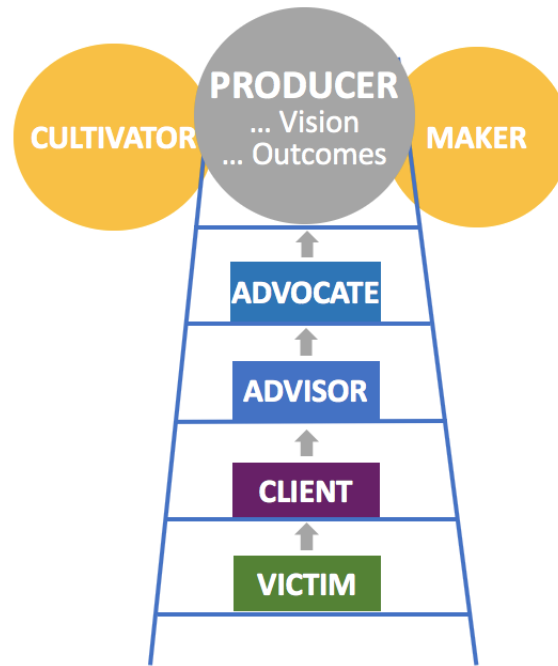 PRODUCER
... Vision
... Outcomes
CULTIVATOR
MAKER
ADVOCATE
ADVISOR
CLIENT
VICTIM